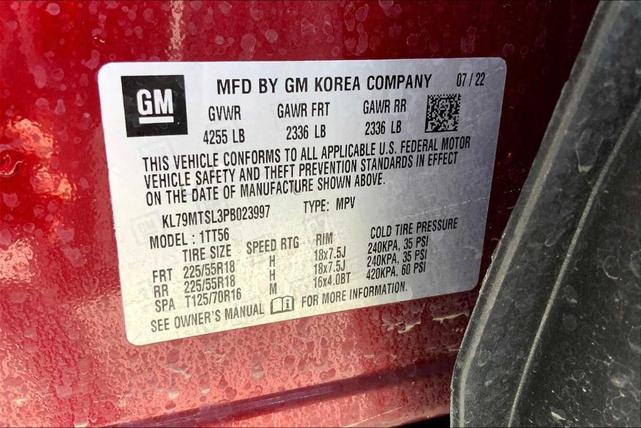 GM
MFD BY GM KOREA COMPANY 07 / 22
GVWR GAWR FRT GAWR RR
4255 LB 2336 LB 2336 LB
THIS VEHICLE CONFORMS TO ALL APPLICABLE U.S. FEDERAL MOTOR
VEHICLE SAFETY AND THEFT PREVENTION STANDARDS IN EFFECT
ON THE DATE OF MANUFACTURE SHOWN ABOVE.
KL79MTSL3PB023997 TYPE: MPV
MODEL: 1TT56
TIRE SIZE SPEED RTG RIM COLD TIRE PRESSURE
FRT 225/55R18 H 18x7.5J 240KPA, 35 PSI
RR 225/55R18 H 18x7.5J 240KPA, 35 PSI
SPA T125/70R16 M 16x4.0BT 420KPA, 60 PSI
SEE OWNER'S MANUAL FOR MORE INFORMATION.